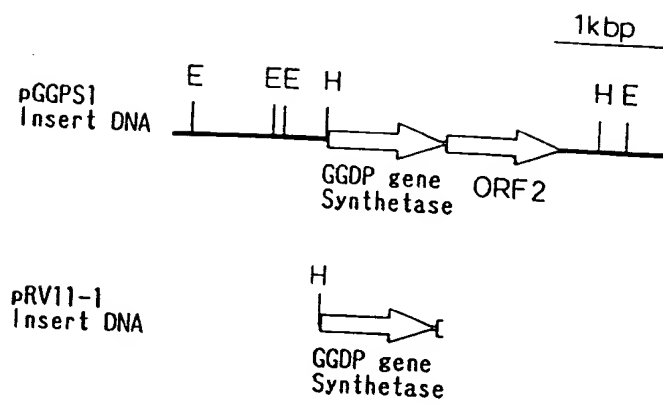 1kbp
E EE H H E
pGGPS1
Insert DNA
GGDP gene
Synthetase
ORF2
H
pRV11-1
Insert DNA
GGDP gene
Synthetase